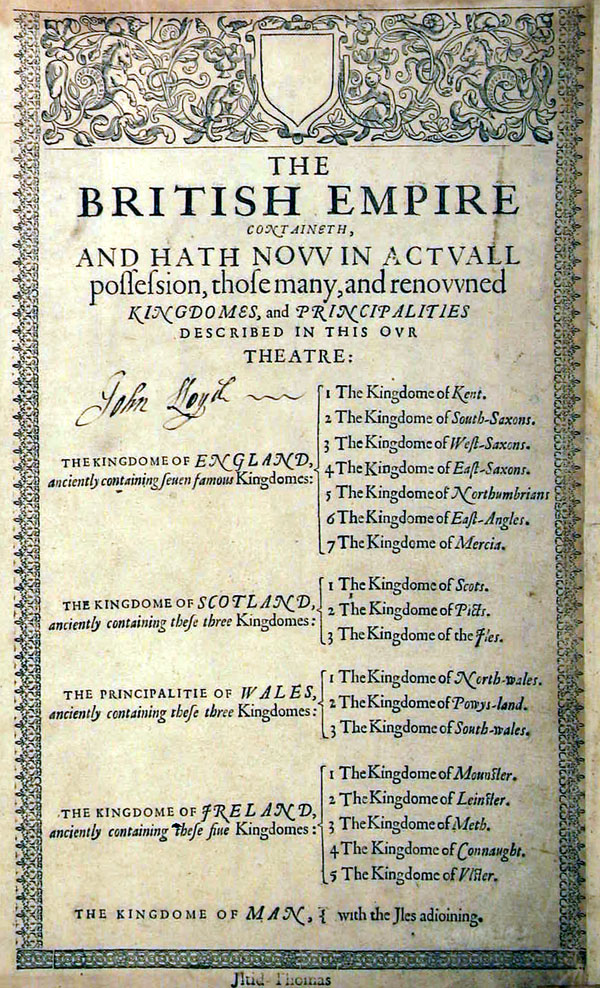 THE
BRITISH EMPIRE
CONTAINETH,
AND HATH NOVV IN ACTVALL
poſſeſsion, thoſe many, and renovvned
KINGDOMES, and PRINCIPALITIES
DESCRIBED IN THIS OVR
THEATRE:
John Lloyd
THE KINGDOME OF ENGLAND,
anciently containing ſeuen famous Kingdomes:
1 The Kingdome of Kent.
2 The Kingdome of South-Saxons.
3 The Kingdome of Weſt-Saxons.
4 The Kingdome of Eaſt-Saxons.
5 The Kingdome of Northumbrians
6 The Kingdome of Eaſt-Angles.
7 The Kingdome of Mercia.
THE KINGDOME OF SCOTLAND,
anciently containing theſe three Kingdomes:
1 The Kingdome of Scots.
2 The Kingdome of Picts.
3 The Kingdome of the Jles.
THE PRINCIPALITIE OF WALES,
anciently containing theſe three Kingdomes:
1 The Kingdome of North-wales.
2 The Kingdome of Powys-land.
3 The Kingdome of South-wales.
THE KINGDOME OF JRELAND,
anciently containing theſe fiue Kingdomes:
1 The Kingdome of Mounſter.
2 The Kingdome of Leinſter.
3 The Kingdome of Meth.
4 The Kingdome of Connaught.
5 The Kingdome of Vlſter.
THE KINGDOME OF MAN, { with the Jles adioining.
Jltid Thomas